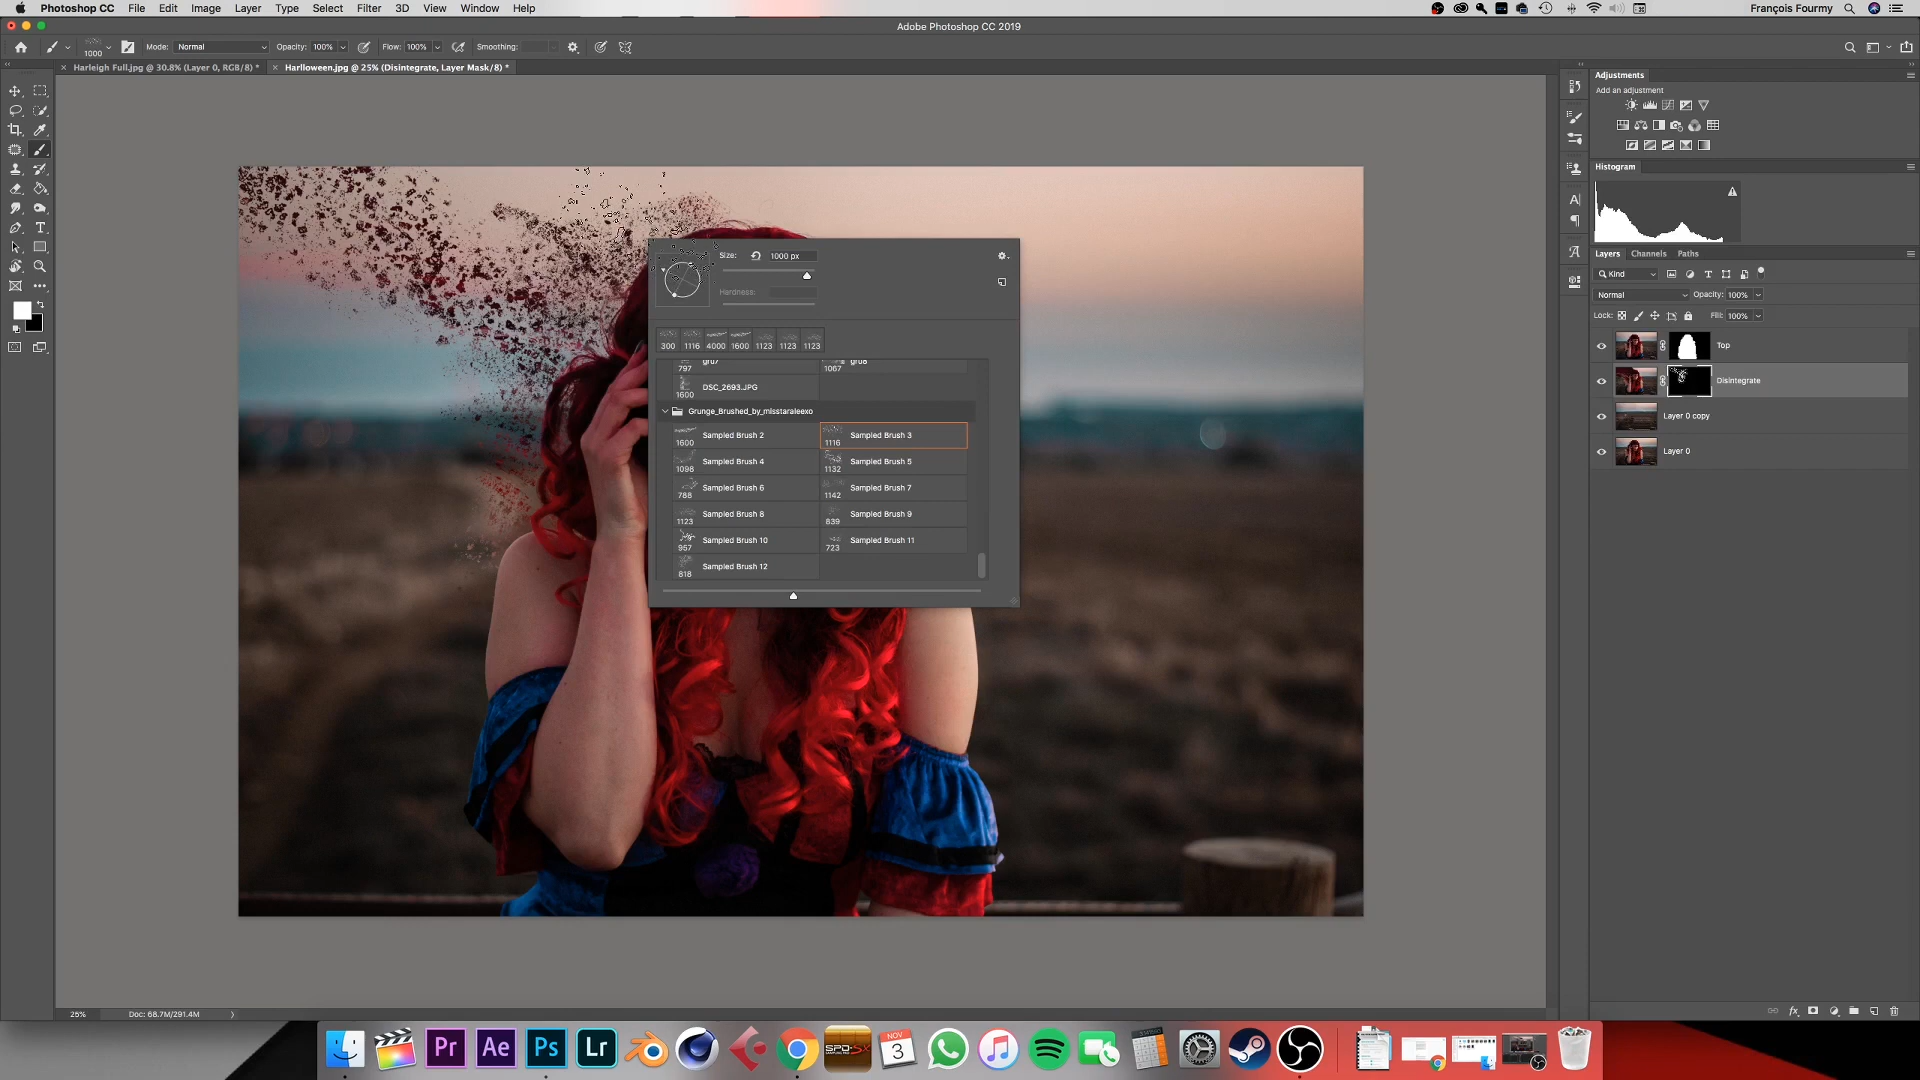 Photoshop CC File Edit Image Layer Type Select Filter 3D View Window Help François Fourmy
Adobe Photoshop CC 2019
1000 Mode: Normal Opacity: 100% Flow: 100% Smoothing:
Harleigh Full.jpg @ 30.8% (Layer 0, RGB/8) * Harlloween.jpg @ 25% (Disintegrate, Layer Mask/8) *
Adjustments
Add an adjustment
Histogram
Layers Channels Paths
Kind
Normal Opacity: 100%
Lock: Fill: 100%
Top
Disintegrate
Layer 0 copy
Layer 0
Size: 1000 px
Hardness:
300 1116 4000 1600 1123 1123 1123
gru7 gru8
797 1067
DSC_2693.JPG
1600
Grunge_Brushed_by_misstaraleexo
Sampled Brush 2 Sampled Brush 3
1600 1116
Sampled Brush 4 Sampled Brush 5
1098 1132
Sampled Brush 6 Sampled Brush 7
788 1142
Sampled Brush 8 Sampled Brush 9
1123 839
Sampled Brush 10 Sampled Brush 11
957 723
Sampled Brush 12
818
25% Doc: 68.7M/291.4M
Pr Ae Ps Lr SPD-SX NOV 3